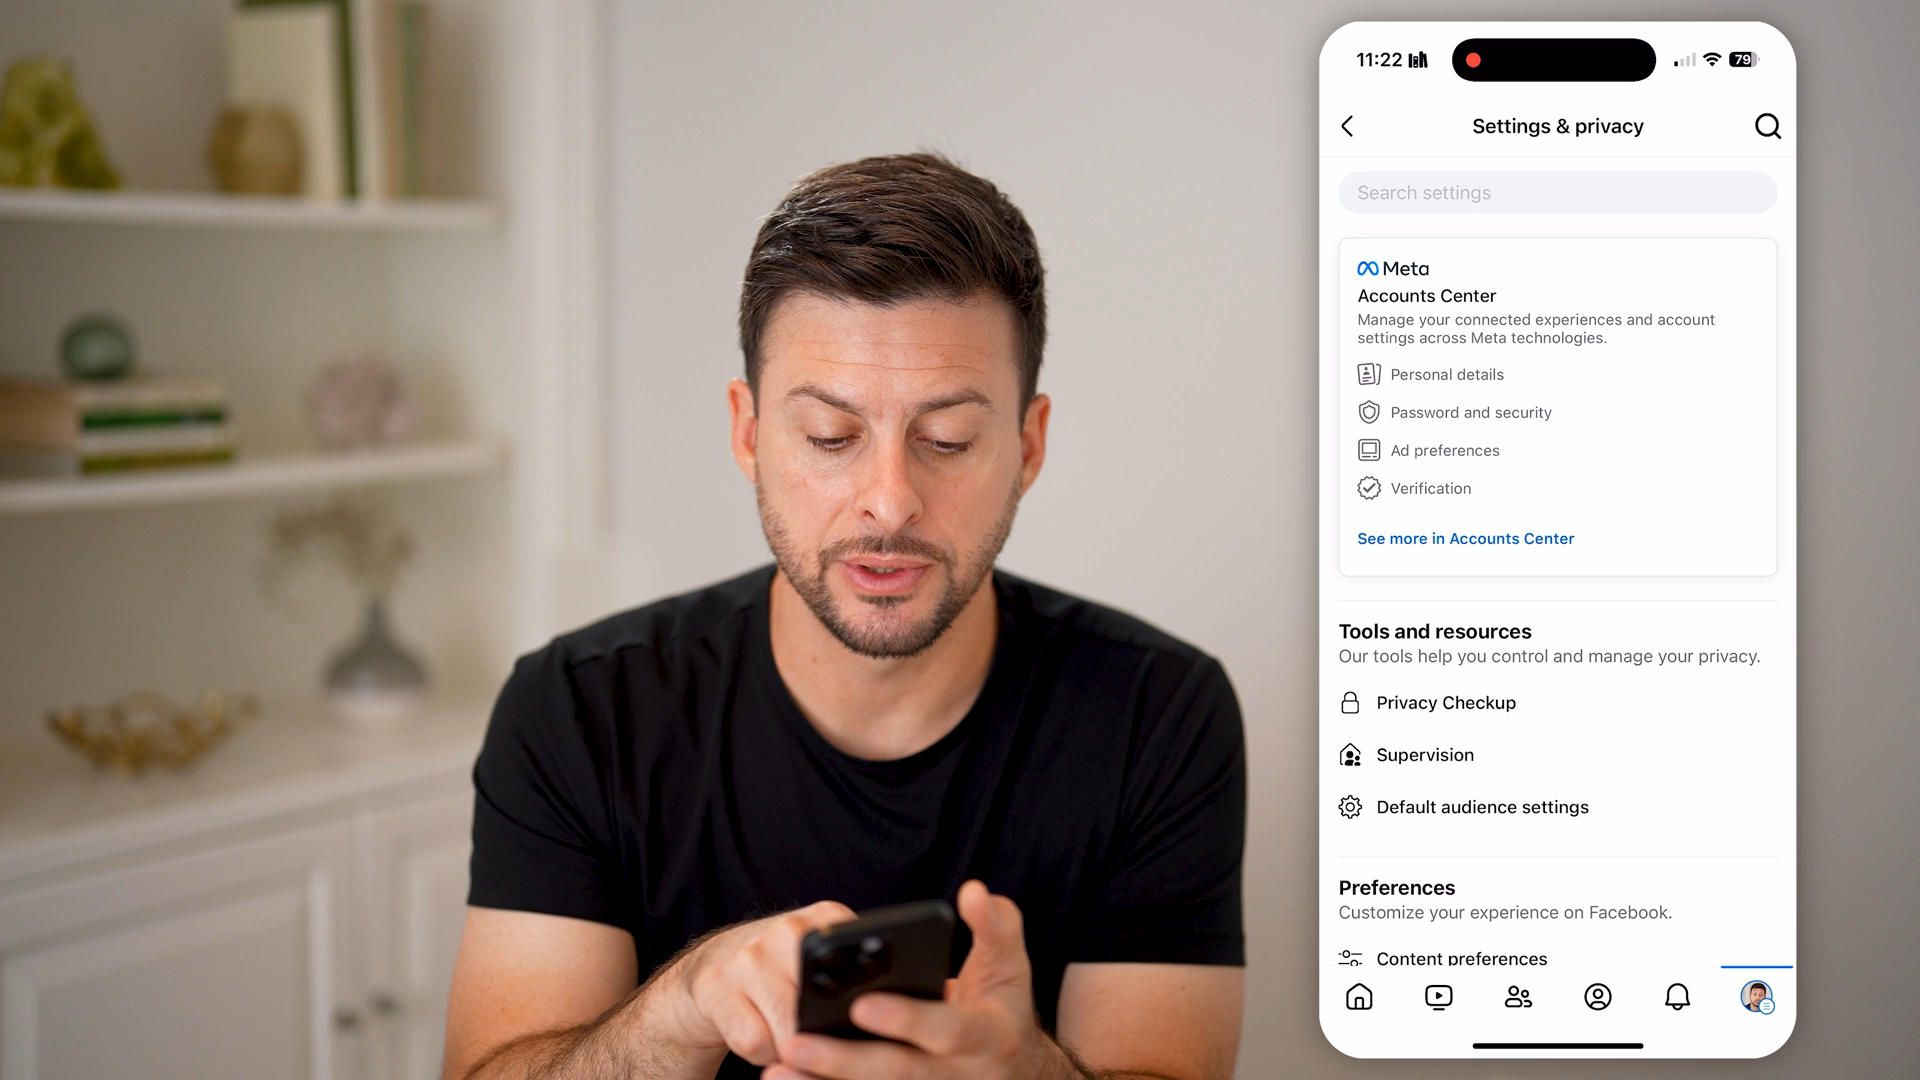 11:22
79
Settings & privacy
Search settings
Meta
Accounts Center
Manage your connected experiences and account
settings across Meta technologies.
Personal details
Password and security
Ad preferences
Verification
See more in Accounts Center
Tools and resources
Our tools help you control and manage your privacy.
Privacy Checkup
Supervision
Default audience settings
Preferences
Customize your experience on Facebook.
Content preferences